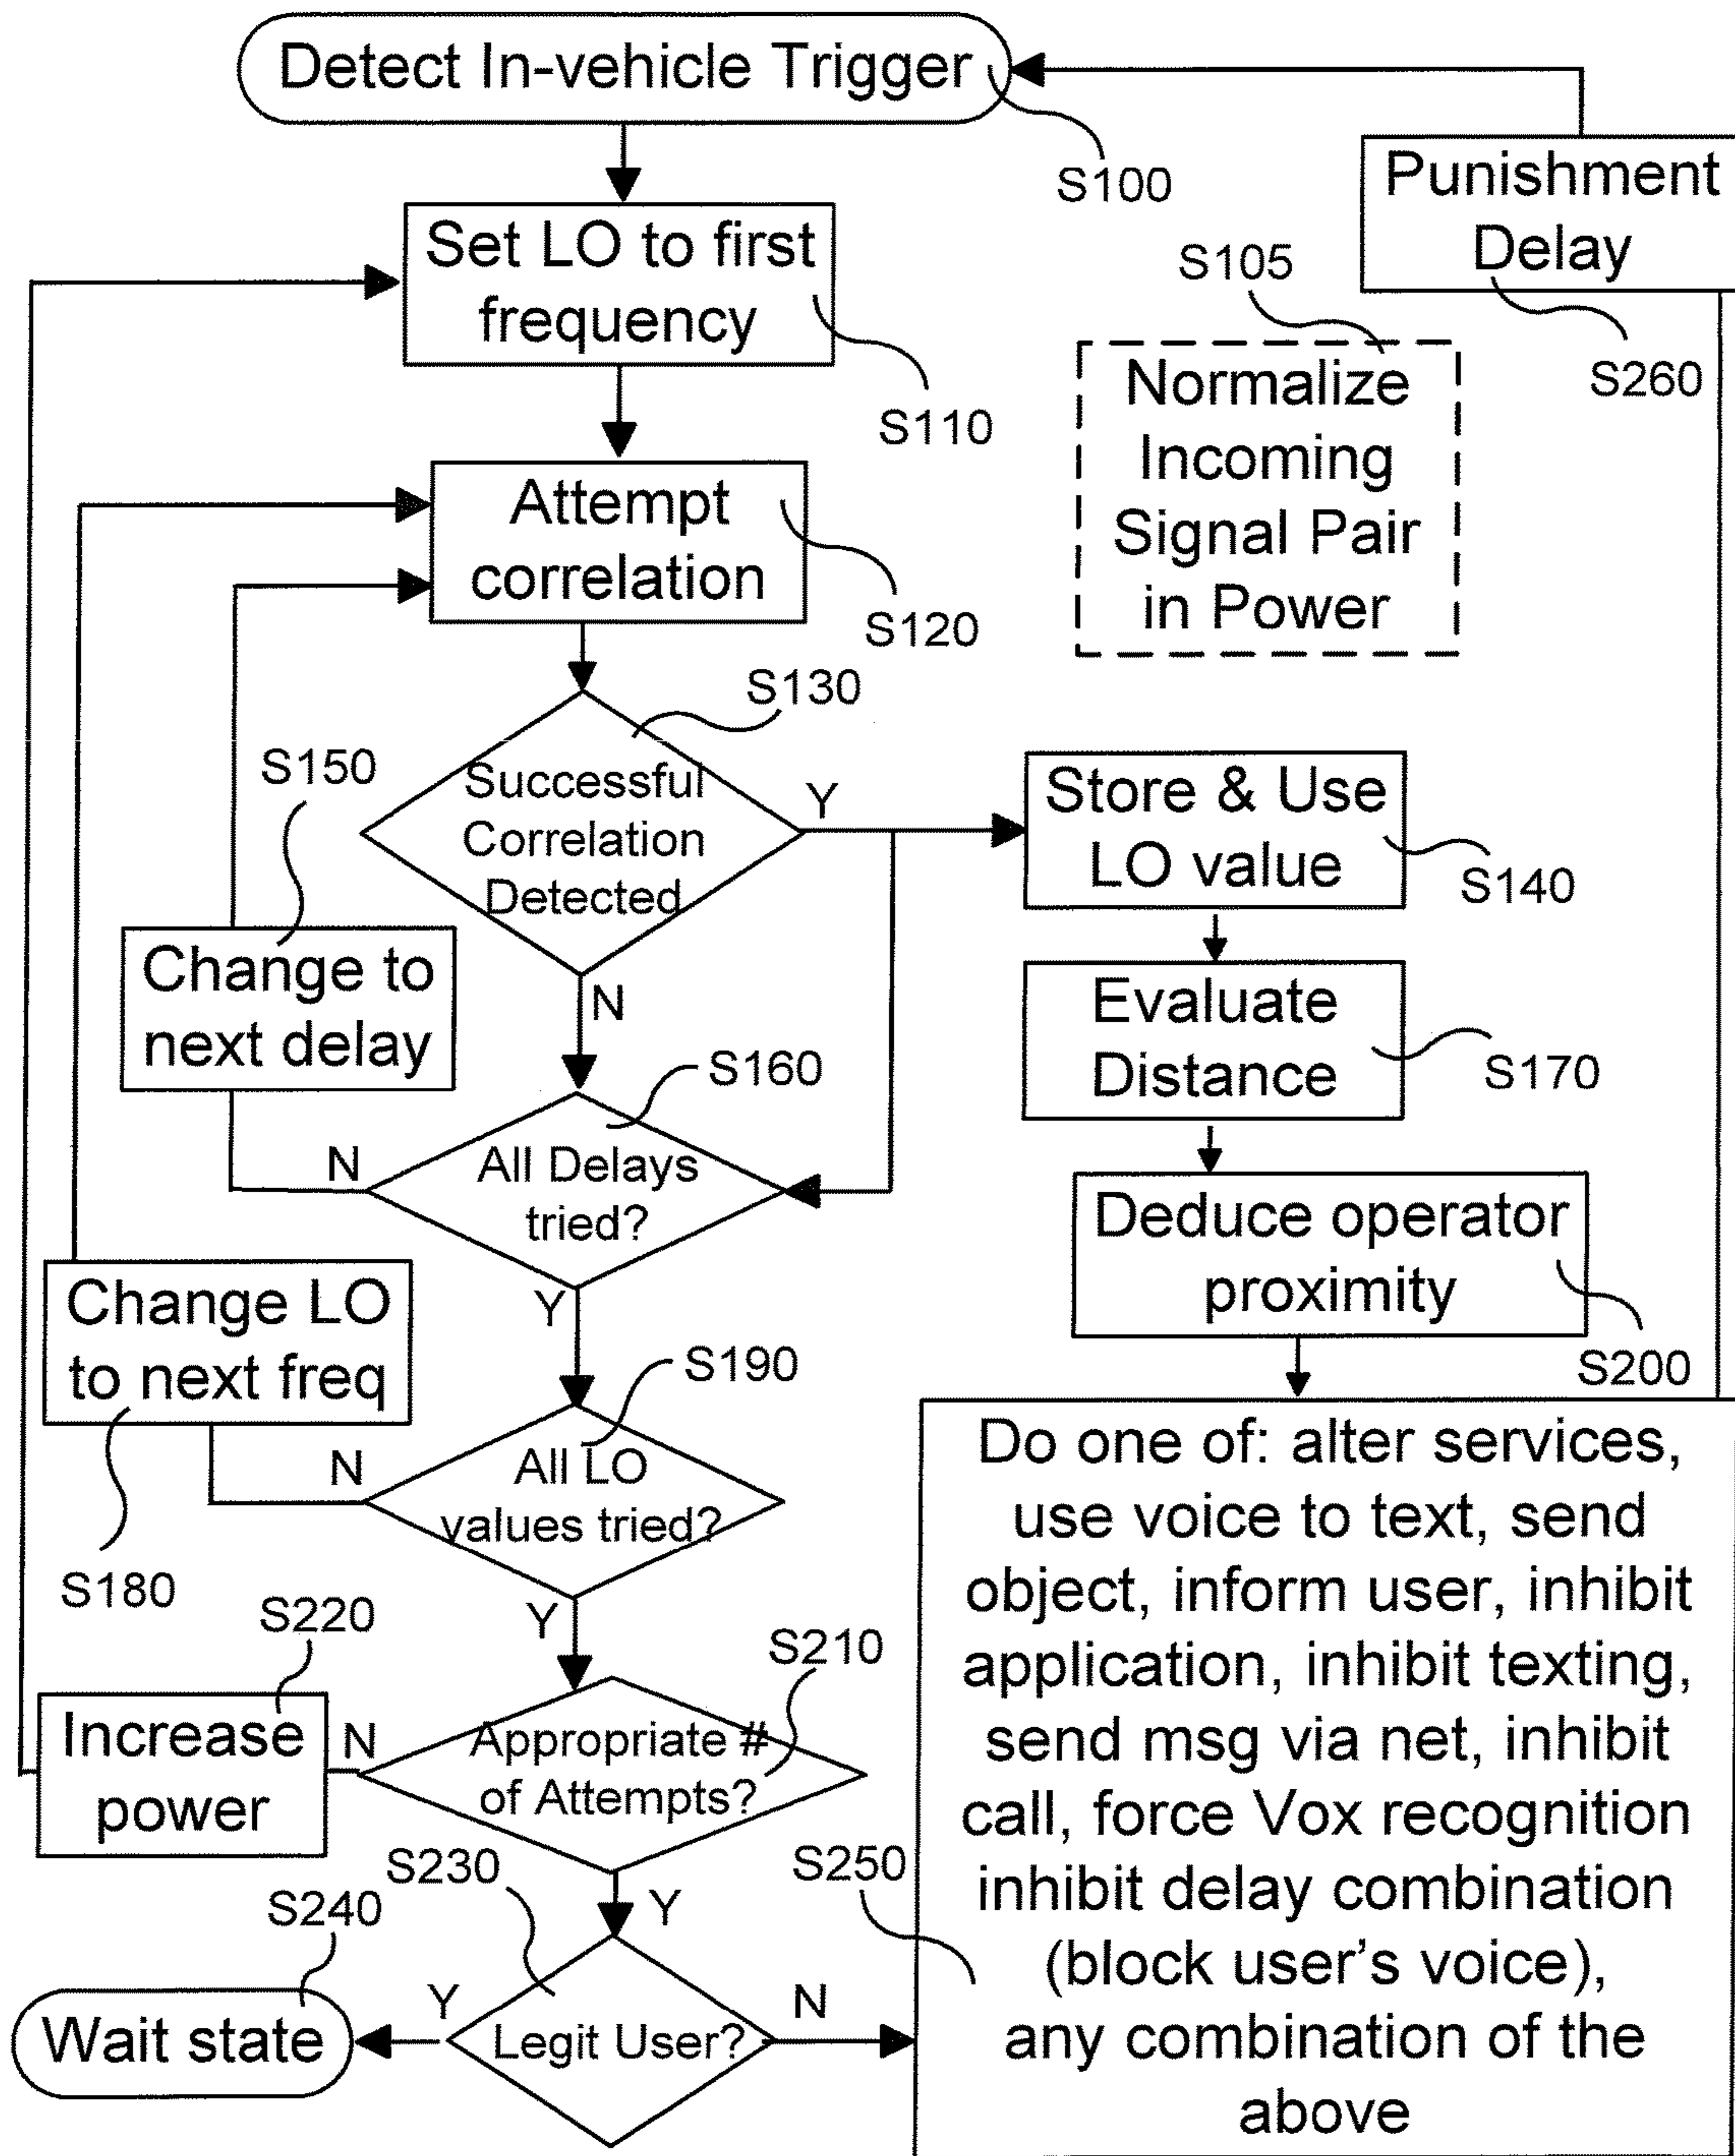 Detect In-vehicle Trigger
S100
Punishment
Delay
S260
Set LO to first
frequency
S110
S105
Normalize
Incoming
Signal Pair
in Power
Attempt
correlation
S120
S130
Successful
Correlation
Detected
Y
N
Store & Use
LO value
S140
S150
Change to
next delay
Evaluate
Distance
S170
S160
All Delays
tried?
N
Y
Deduce operator
proximity
S200
Change LO
to next freq
S180
S190
All LO
values tried?
N
Y
S220
Increase
power
S210
Appropriate #
of Attempts?
N
Y
S230
Legit User?
Y
N
S240
Wait state
S250
Do one of: alter services,
use voice to text, send
object, inform user, inhibit
application, inhibit texting,
send msg via net, inhibit
call, force Vox recognition
inhibit delay combination
(block user's voice),
any combination of the
above